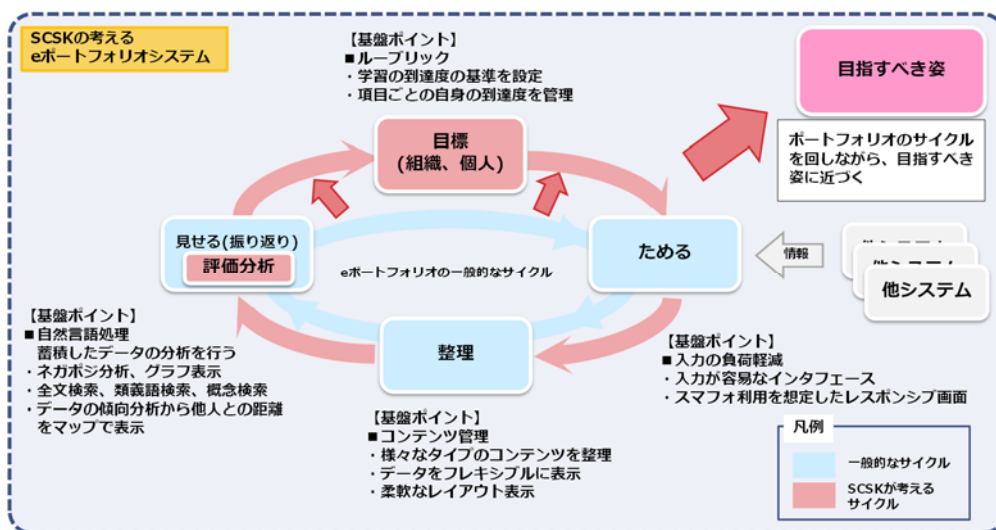 SCSKの考える
eポートフォリオシステム
【基盤ポイント】
■ルーブリック
・学習の到達度の基準を設定
・項目ごとの自身の到達度を管理
目指すべき姿
ポートフォリオのサイクル
を回しながら、目指すべき
姿に近づく
目標
(組織、個人)
見せる(振り返り)
評価分析
eポートフォリオの一般的なサイクル
ためる
情報
他システム
他システム
他システム
整理
【基盤ポイント】
■自然言語処理
蓄積したデータの分析を行う
・ネガポジ分析、グラフ表示
・全文検索、類義語検索、概念検索
・データの傾向分析から他人との距離
をマップで表示
【基盤ポイント】
■コンテンツ管理
・様々なタイプのコンテンツを整理
・データをフレキシブルに表示
・柔軟なレイアウト表示
【基盤ポイント】
■入力の負荷軽減
・入力が容易なインタフェース
・スマフォ利用を想定したレスポンシブ画面
凡例
一般的なサイクル
SCSKが考える
サイクル